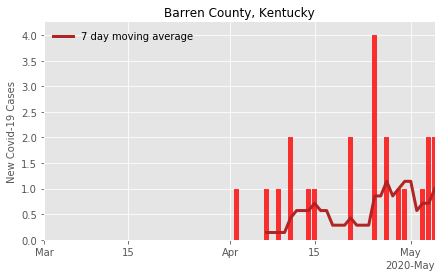 Barren County, Kentucky
7 day moving average
New Covid-19 Cases
4.0
3.5
3.0
2.5
2.0
1.5
1.0
0.5
0.0
Mar 15 Apr 15 May
2020-May